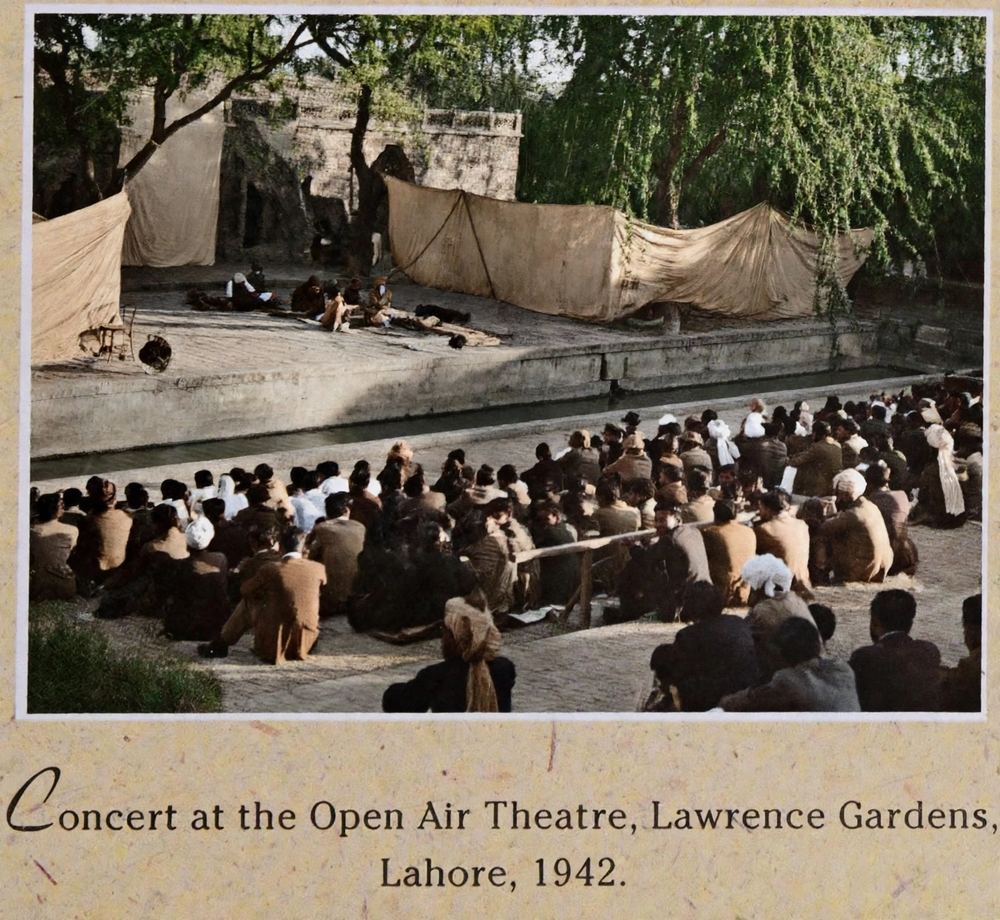 Concert at the Open Air Theatre, Lawrence Gardens,
Lahore, 1942.